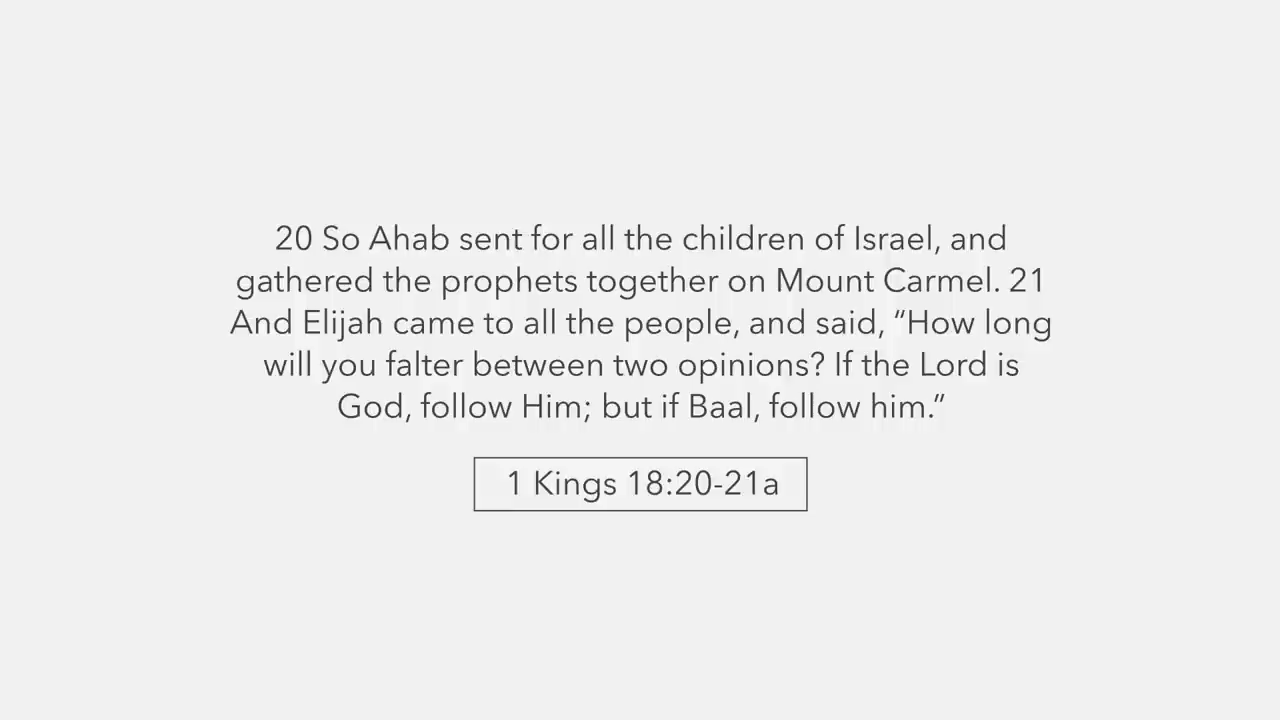 20 So Ahab sent for all the children of Israel, and
gathered the prophets together on Mount Carmel. 21
And Elijah came to all the people, and said, “How long
will you falter between two opinions? If the Lord is
God, follow Him; but if Baal, follow him.”
1 Kings 18:20-21a